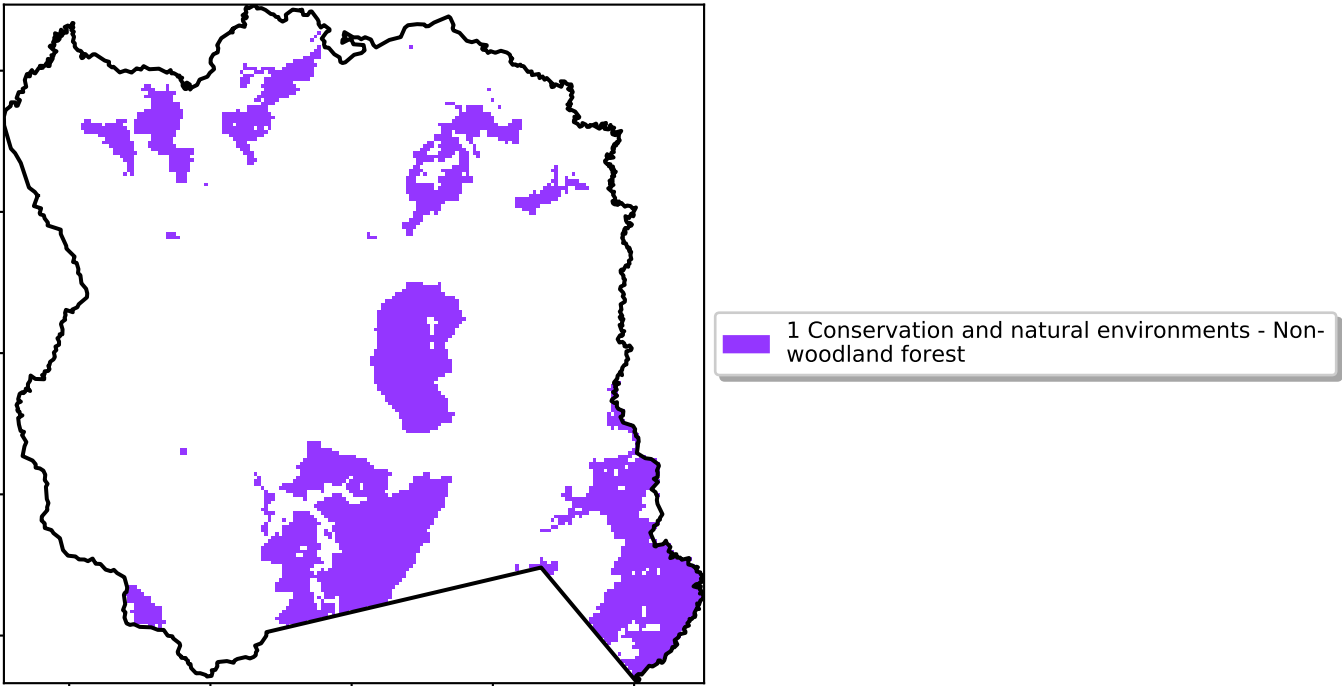 1 Conservation and natural environments - Non-
woodland forest